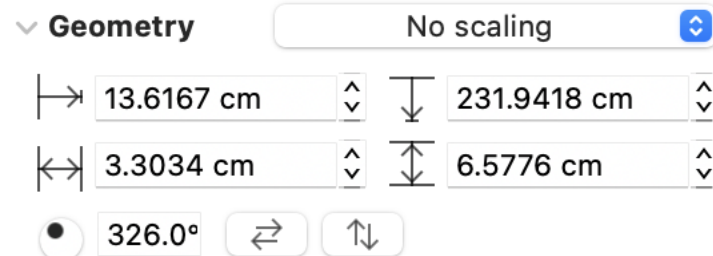 Geometry No scaling
13.6167 cm 231.9418 cm
3.3034 cm 6.5776 cm
326.0°